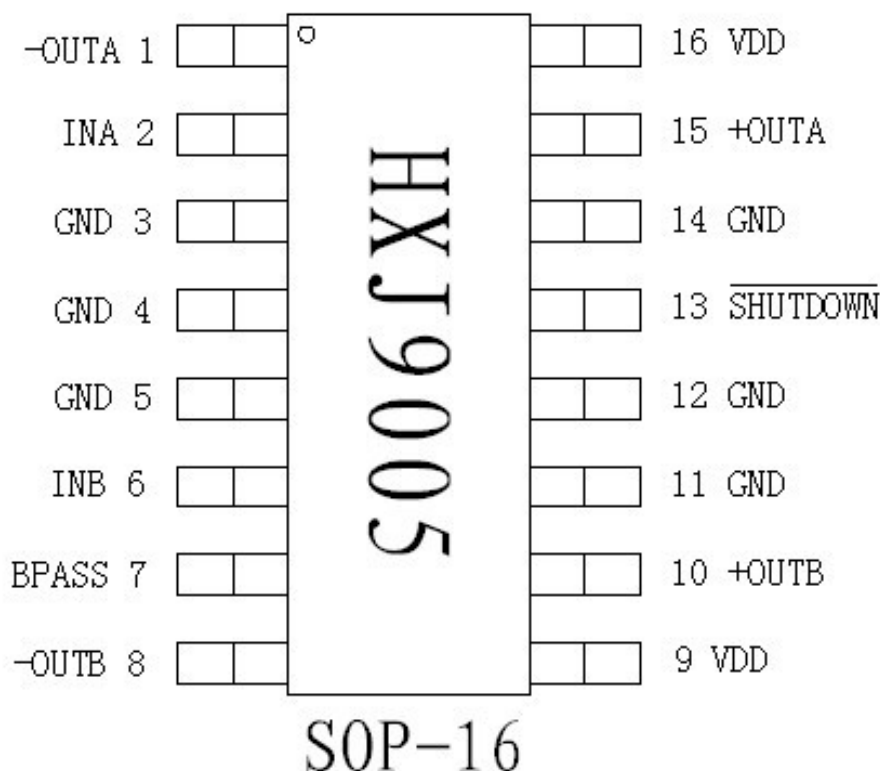 -OUTA 1
INA 2
GND 3
GND 4
GND 5
INB 6
BPASS 7
-OUTB 8
HXJ9005
16 VDD
15 +OUTA
14 GND
13 SHUTDOWN
12 GND
11 GND
10 +OUTB
9 VDD
SOP-16